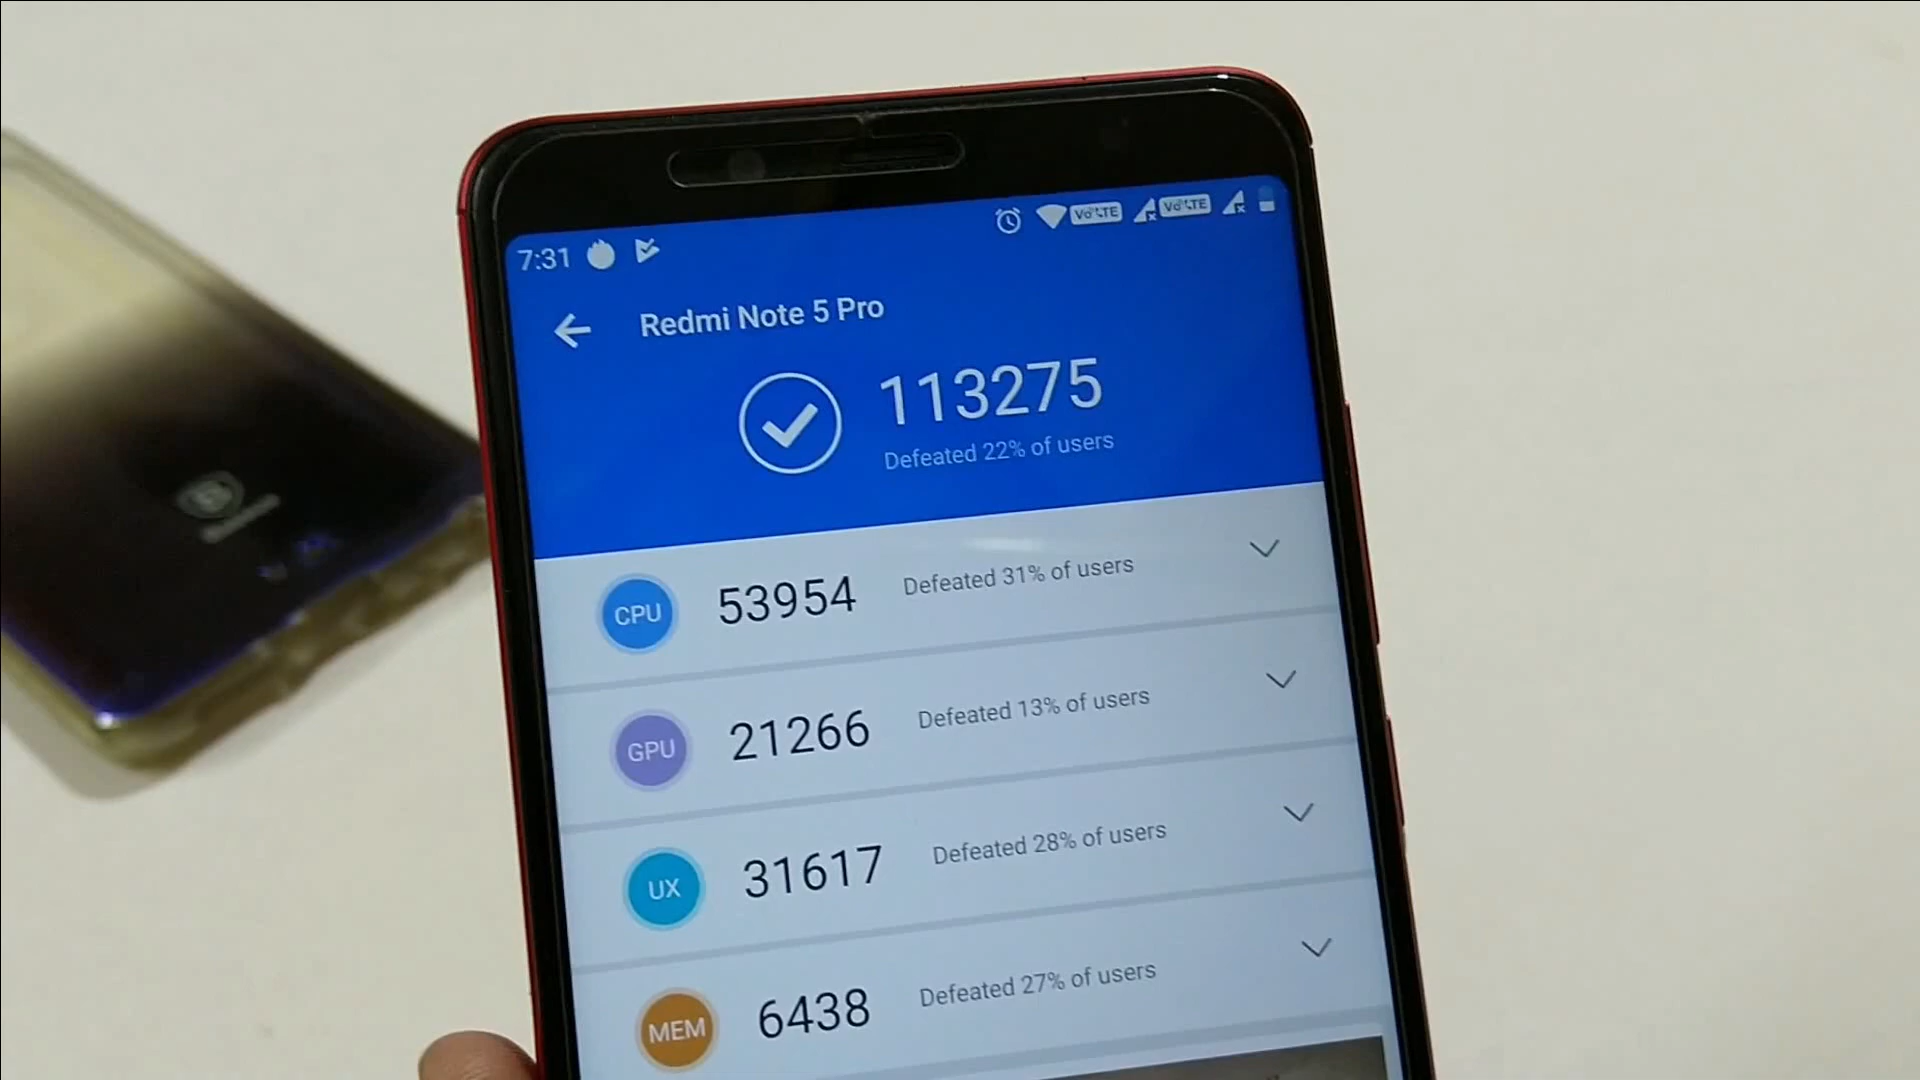 7:31 VoLTE VoLTE
Redmi Note 5 Pro
113275
Defeated 22% of users
CPU 53954 Defeated 31% of users
GPU 21266 Defeated 13% of users
UX 31617 Defeated 28% of users
MEM 6438 Defeated 27% of users